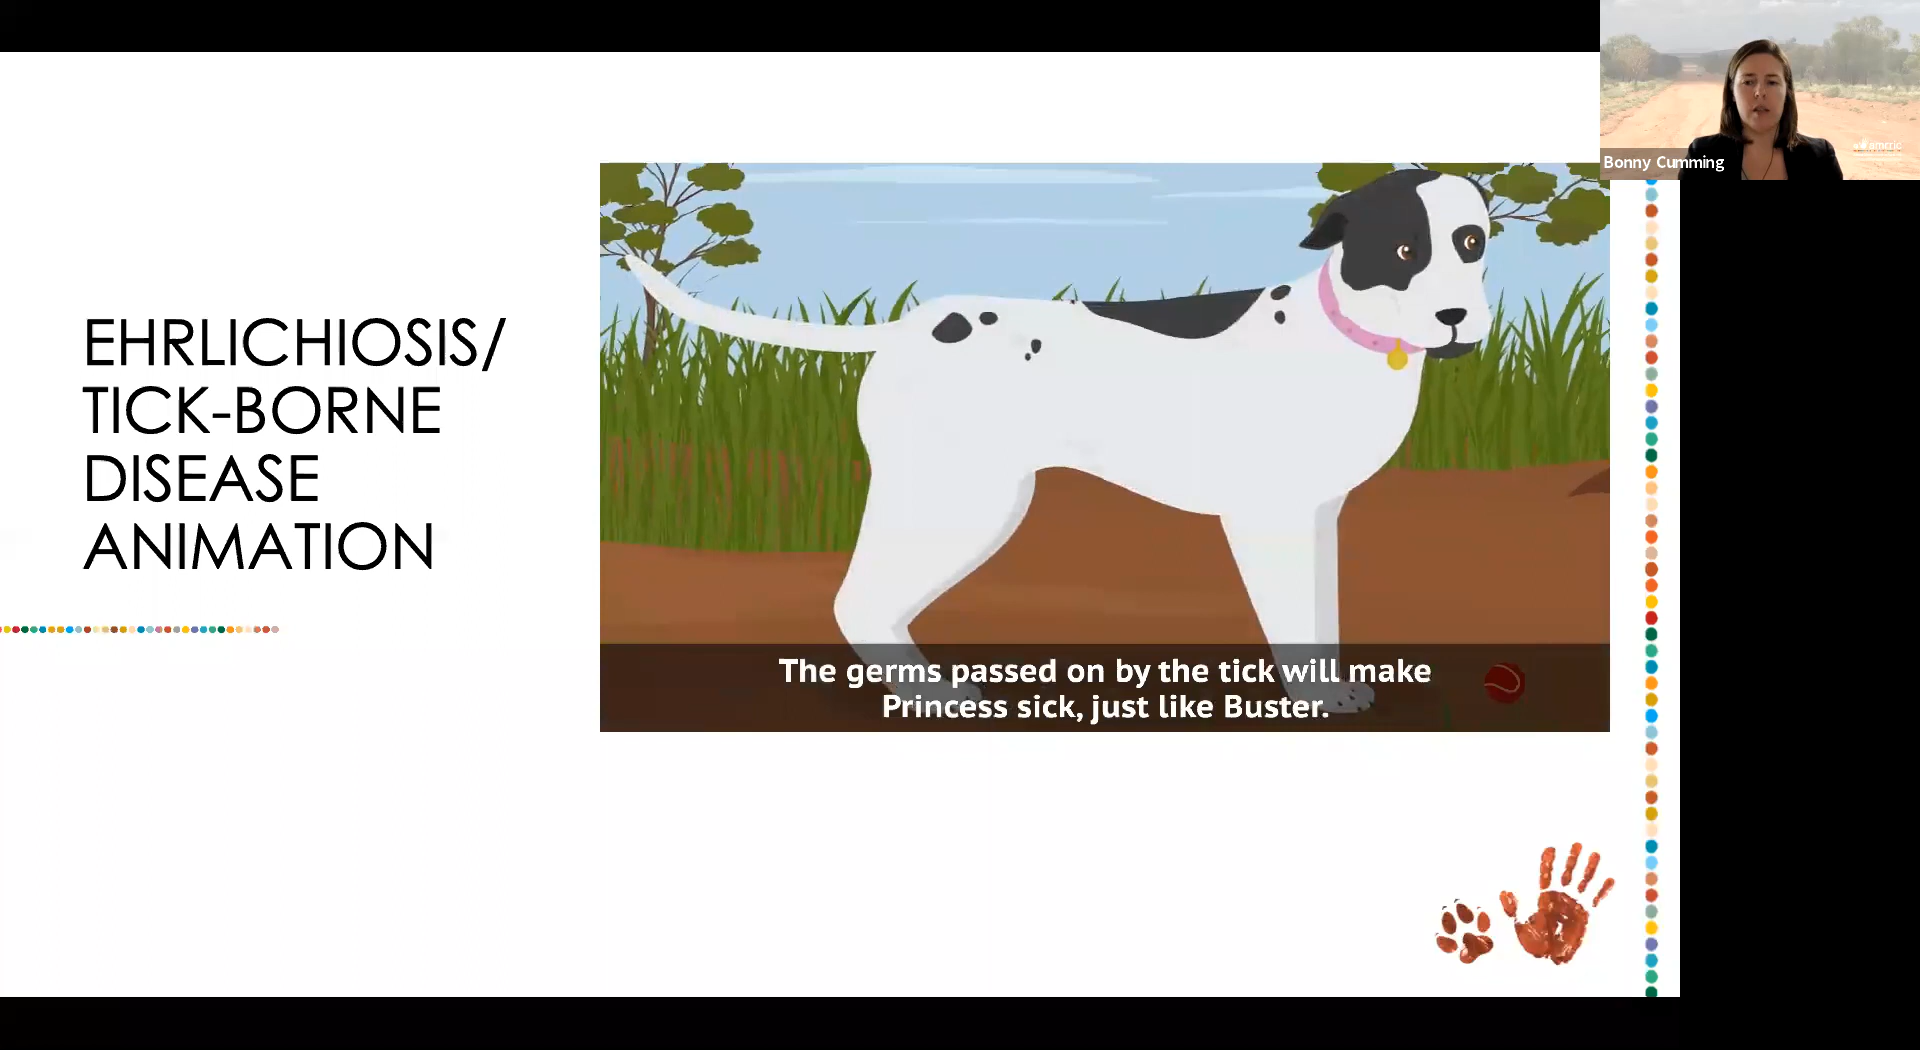 EHRLICHIOSIS/
TICK-BORNE
DISEASE
ANIMATION
The germs passed on by the tick will make
Princess sick, just like Buster.
Bonny Cumming